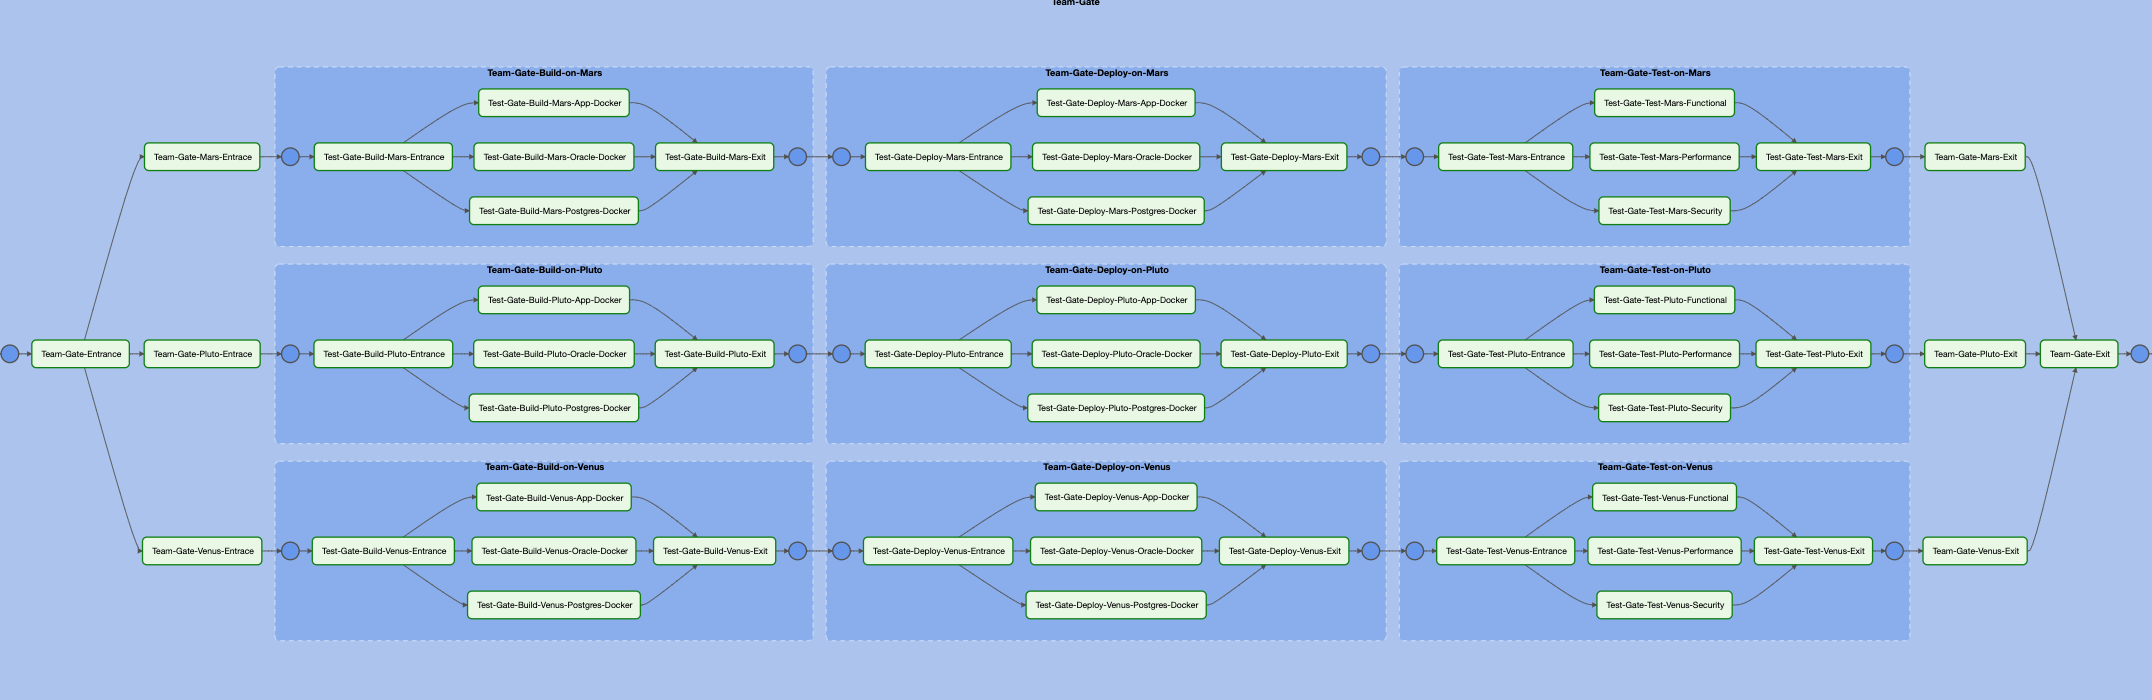 Team-Gate
Team-Gate-Build-on-Mars
Team-Gate-Deploy-on-Mars
Team-Gate-Test-on-Mars
Test-Gate-Build-Mars-App-Docker
Test-Gate-Deploy-Mars-App-Docker
Test-Gate-Test-Mars-Functional
Team-Gate-Mars-Entrace
Test-Gate-Build-Mars-Entrance
Test-Gate-Build-Mars-Oracle-Docker
Test-Gate-Build-Mars-Exit
Test-Gate-Deploy-Mars-Entrance
Test-Gate-Deploy-Mars-Oracle-Docker
Test-Gate-Deploy-Mars-Exit
Test-Gate-Test-Mars-Entrance
Test-Gate-Test-Mars-Performance
Test-Gate-Test-Mars-Exit
Team-Gate-Mars-Exit
Test-Gate-Build-Mars-Postgres-Docker
Test-Gate-Deploy-Mars-Postgres-Docker
Test-Gate-Test-Mars-Security
Team-Gate-Build-on-Pluto
Team-Gate-Deploy-on-Pluto
Team-Gate-Test-on-Pluto
Test-Gate-Build-Pluto-App-Docker
Test-Gate-Deploy-Pluto-App-Docker
Test-Gate-Test-Pluto-Functional
Team-Gate-Entrance
Team-Gate-Pluto-Entrace
Test-Gate-Build-Pluto-Entrance
Test-Gate-Build-Pluto-Oracle-Docker
Test-Gate-Build-Pluto-Exit
Test-Gate-Deploy-Pluto-Entrance
Test-Gate-Deploy-Pluto-Oracle-Docker
Test-Gate-Deploy-Pluto-Exit
Test-Gate-Test-Pluto-Entrance
Test-Gate-Test-Pluto-Performance
Test-Gate-Test-Pluto-Exit
Team-Gate-Pluto-Exit
Team-Gate-Exit
Test-Gate-Build-Pluto-Postgres-Docker
Test-Gate-Deploy-Pluto-Postgres-Docker
Test-Gate-Test-Pluto-Security
Team-Gate-Build-on-Venus
Team-Gate-Deploy-on-Venus
Team-Gate-Test-on-Venus
Test-Gate-Build-Venus-App-Docker
Test-Gate-Deploy-Venus-App-Docker
Test-Gate-Test-Venus-Functional
Team-Gate-Venus-Entrace
Test-Gate-Build-Venus-Entrance
Test-Gate-Build-Venus-Oracle-Docker
Test-Gate-Build-Venus-Exit
Test-Gate-Deploy-Venus-Entrance
Test-Gate-Deploy-Venus-Oracle-Docker
Test-Gate-Deploy-Venus-Exit
Test-Gate-Test-Venus-Entrance
Test-Gate-Test-Venus-Performance
Test-Gate-Test-Venus-Exit
Team-Gate-Venus-Exit
Test-Gate-Build-Venus-Postgres-Docker
Test-Gate-Deploy-Venus-Postgres-Docker
Test-Gate-Test-Venus-Security